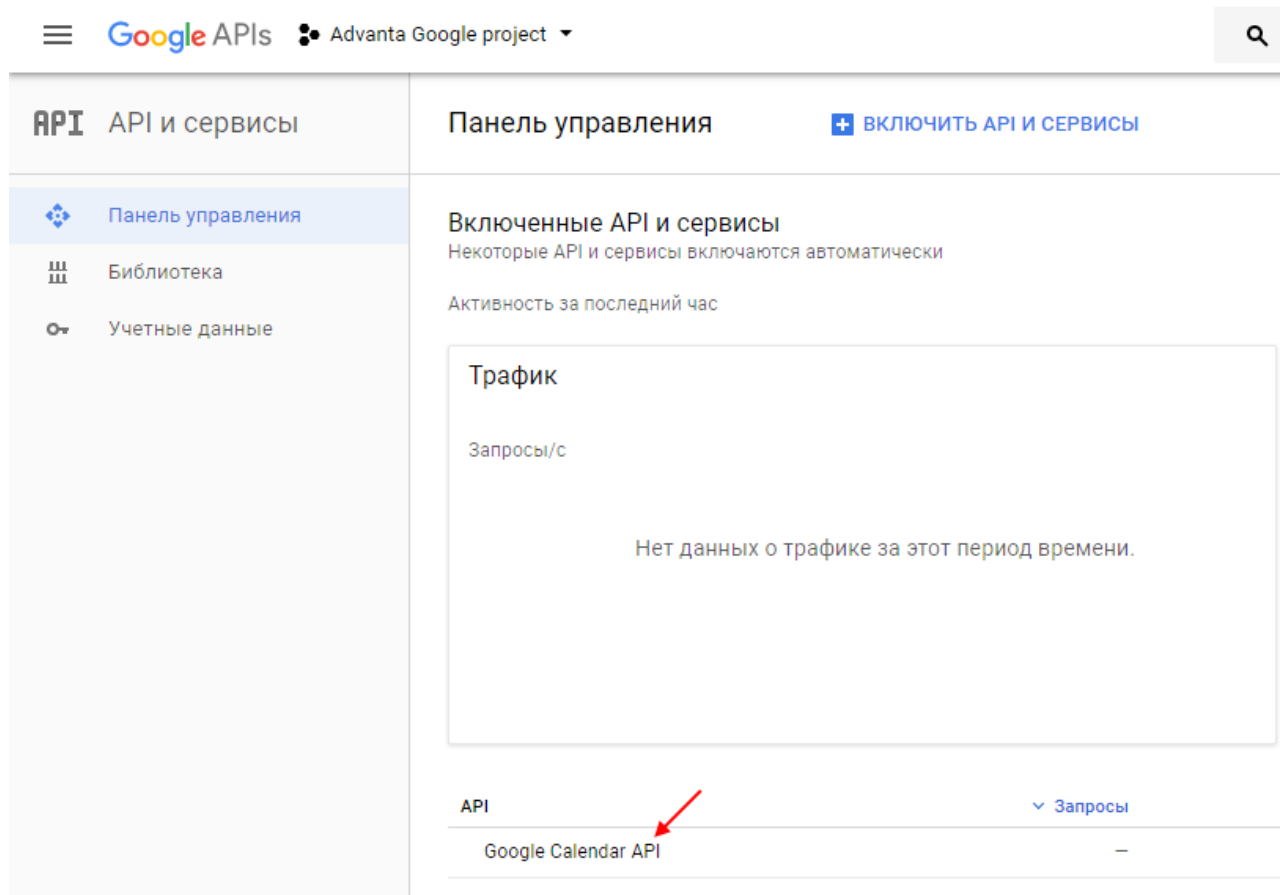 Google APIs Advanta Google project
API API и сервисы
Панель управления ВКЛЮЧИТЬ API И СЕРВИСЫ
Панель управления
Библиотека
Учетные данные
Включенные API и сервисы
Некоторые API и сервисы включаются автоматически
Активность за последний час
Трафик
Запросы/с
Нет данных о трафике за этот период времени.
API Запросы
Google Calendar API —